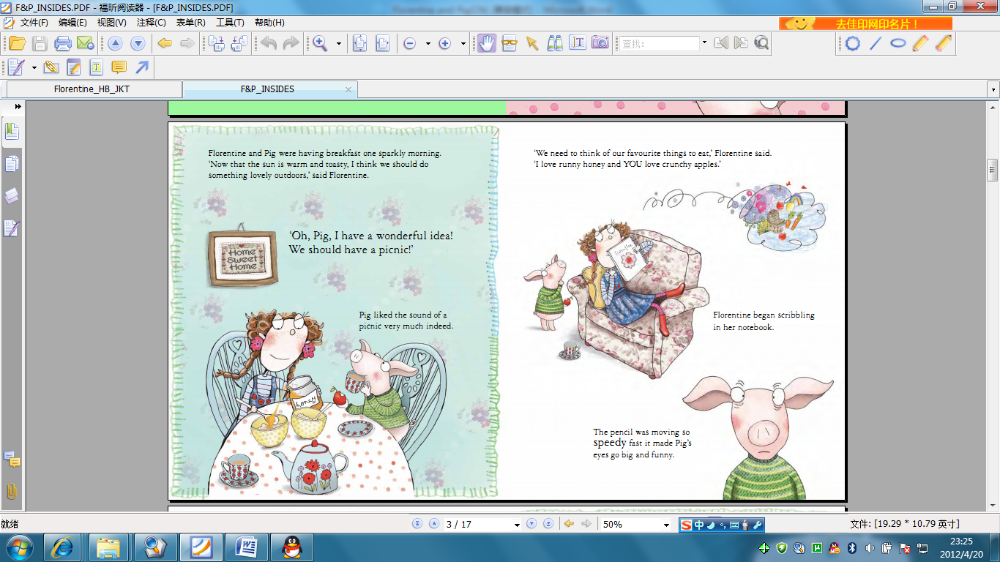 F&P_INSIDES.PDF - 福昕阅读器 - [F&P_INSIDES.PDF]
文件(F) 编辑(E) 视图(V) 注释(C) 表单(R) 工具(T) 帮助(H)
去佳印网印名片！
查找:
Florentine_HB_JKT
F&P_INSIDES
Florentine and Pig were having breakfast one sparkly morning.
‘Now that the sun is warm and toasty, I think we should do
something lovely outdoors,’ said Florentine.
‘Oh, Pig, I have a wonderful idea!
We should have a picnic!’
Home
Sweet
Home
Pig liked the sound of a
picnic very much indeed.
honey
‘We need to think of our favourite things to eat,’ Florentine said.
‘I love runny honey and YOU love crunchy apples.’
Florentine
Florentine began scribbling
in her notebook.
The pencil was moving so
speedy fast it made Pig’s
eyes go big and funny.
就绪
3 / 17
50%
中
文件: [19.29 * 10.79 英寸]
23:25
2012/4/20